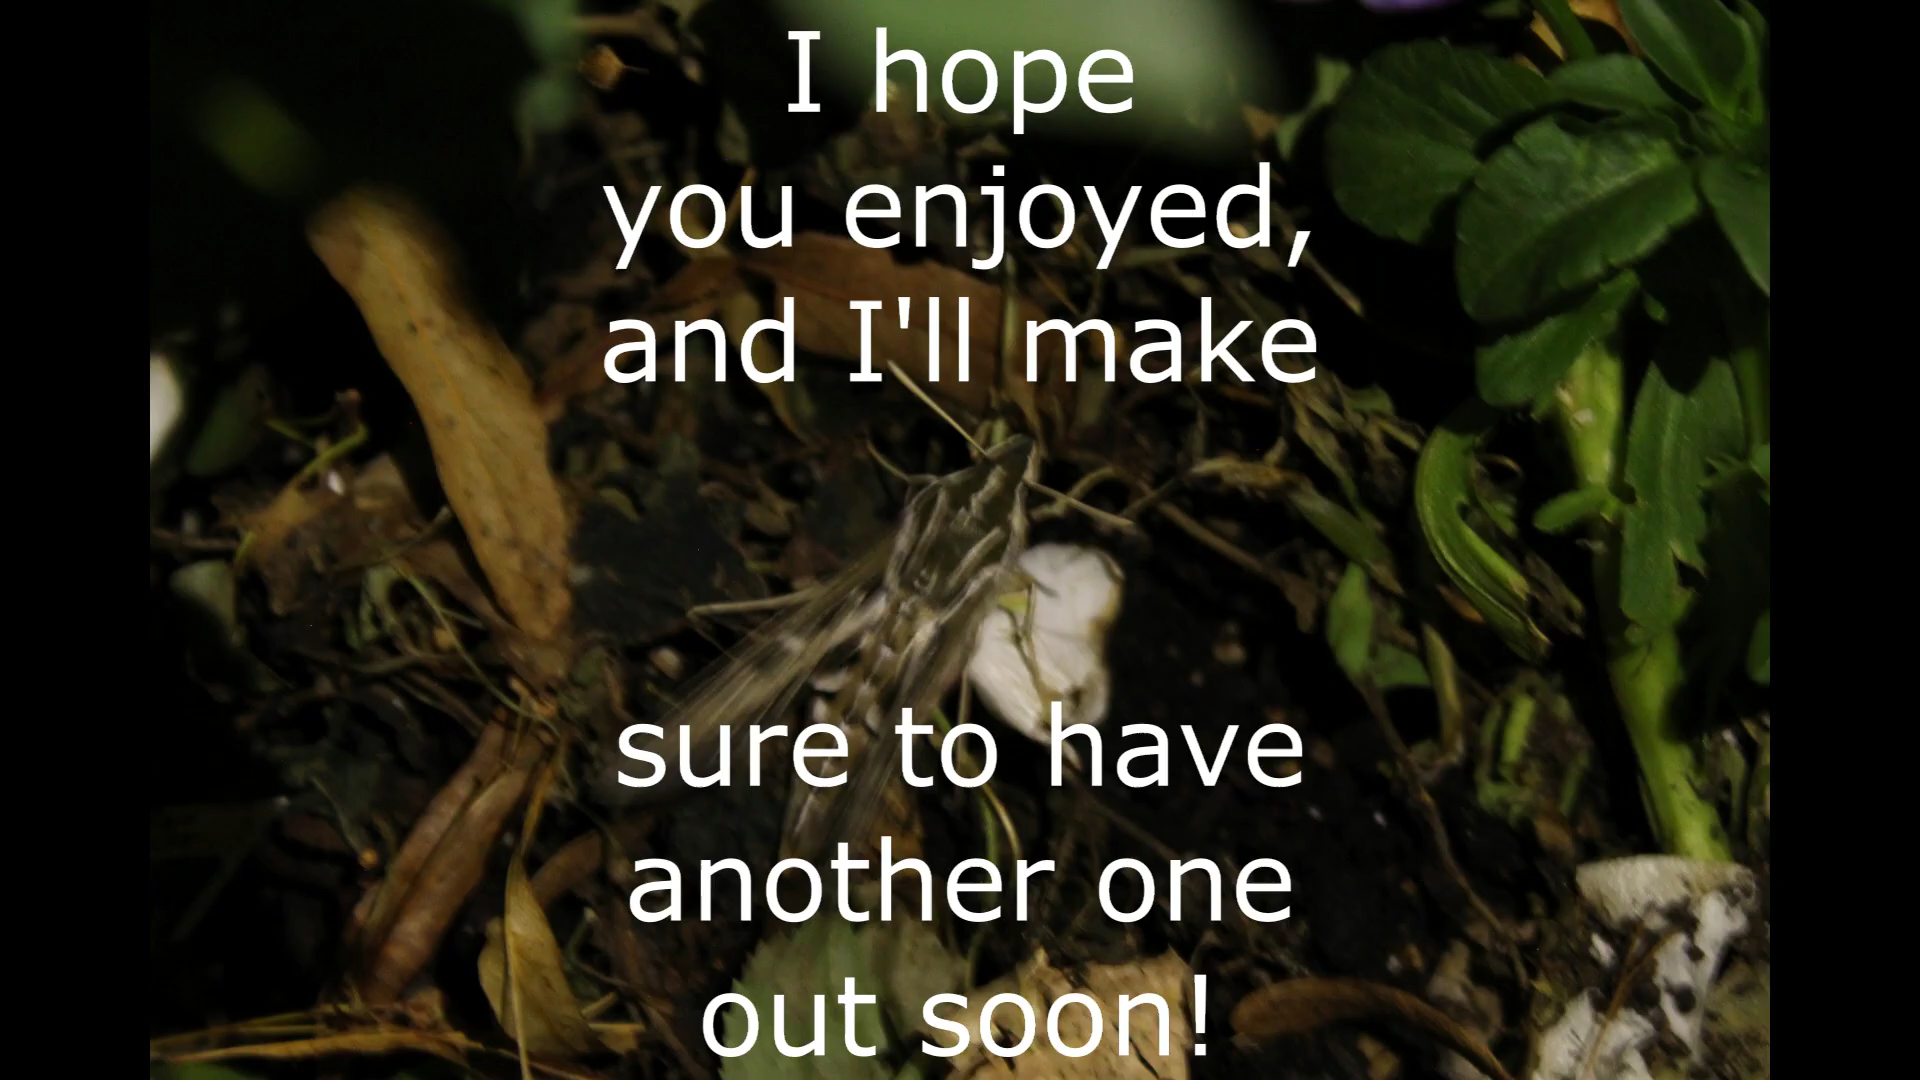 I hope
you enjoyed,
and I'll make
sure to have
another one
out soon!